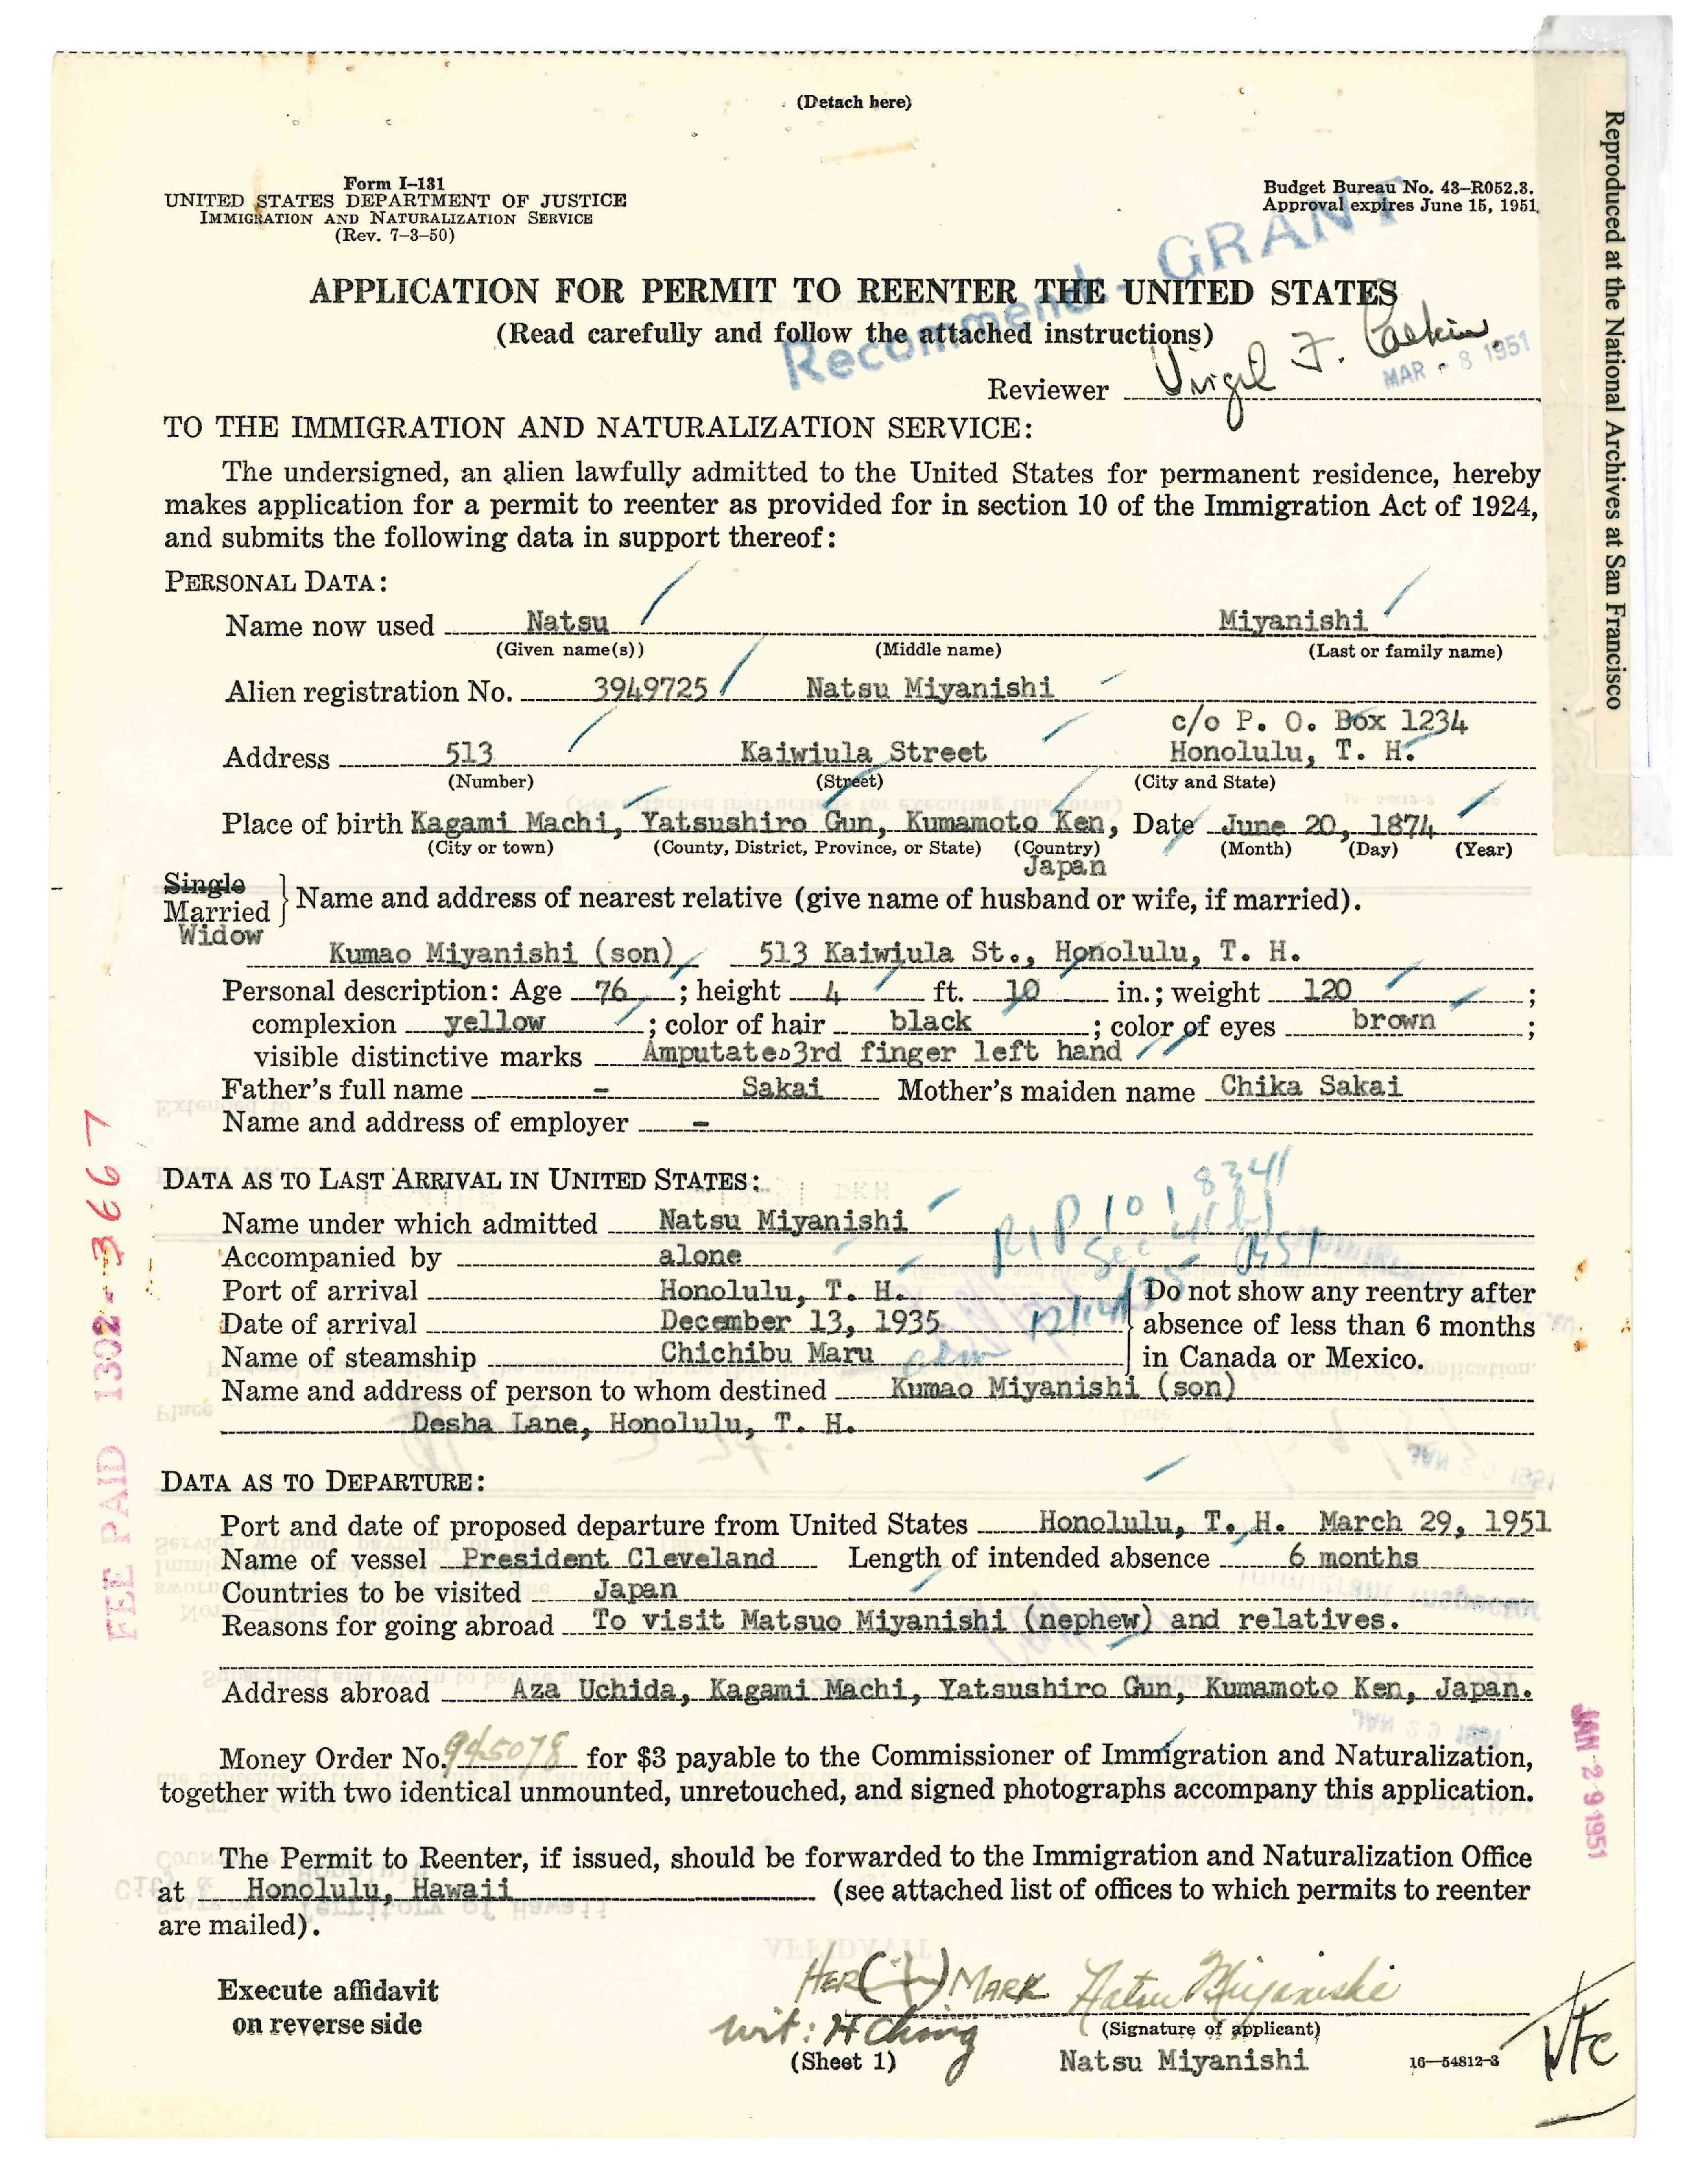 (Detach here)
Form I-131
UNITED STATES DEPARTMENT OF JUSTICE
IMMIGRATION AND NATURALIZATION SERVICE
(Rev. 7-3-50)
Budget Bureau No. 43-R052.3.
Approval expires June 15, 1951.
Recommend- GRANT
APPLICATION FOR PERMIT TO REENTER THE UNITED STATES
(Read carefully and follow the attached instructions)
Reviewer Virgil F.
MAR - 8 1951
TO THE IMMIGRATION AND NATURALIZATION SERVICE:
The undersigned, an alien lawfully admitted to the United States for permanent residence, hereby
makes application for a permit to reenter as provided for in section 10 of the Immigration Act of 1924,
and submits the following data in support thereof:
PERSONAL DATA:
Name now used Natsu Miyanishi
(Given name(s)) (Middle name) (Last or family name)
Alien registration No. 3949725 Natsu Miyanishi
c/o P. O. Box 1234
Address 513 Kaiwiula Street Honolulu, T. H.
(Number) (Street) (City and State)
Place of birth Kagami Machi, Yatsushiro Gun, Kumamoto Ken, Date June 20, 1874
(City or town) (County, District, Province, or State) (Country) (Month) (Day) (Year)
Japan
Single
Married } Name and address of nearest relative (give name of husband or wife, if married).
Widow
Kumao Miyanishi (son) 513 Kaiwiula St., Honolulu, T. H.
Personal description: Age 76 ; height 4 ft. 10 in.; weight 120 ;
complexion yellow ; color of hair black ; color of eyes brown ;
visible distinctive marks Amputated 3rd finger left hand
Father's full name - Sakai Mother's maiden name Chika Sakai
Name and address of employer -
DATA AS TO LAST ARRIVAL IN UNITED STATES:
8341
RIP 101
Sec 4(b)
1351
12/14/35
Name under which admitted Natsu Miyanishi
Accompanied by alone
Port of arrival Honolulu, T. H.
Date of arrival December 13, 1935
Name of steamship Chichibu Maru
Do not show any reentry after
absence of less than 6 months
in Canada or Mexico.
Name and address of person to whom destined Kumao Miyanishi (son)
Desha Lane, Honolulu, T. H.
DATA AS TO DEPARTURE:
Port and date of proposed departure from United States Honolulu, T. H. March 29, 1951
Name of vessel President Cleveland Length of intended absence 6 months
Countries to be visited Japan
Reasons for going abroad To visit Matsuo Miyanishi (nephew) and relatives.
Address abroad Aza Uchida, Kagami Machi, Yatsushiro Gun, Kumamoto Ken, Japan.
Money Order No. 945078 for $3 payable to the Commissioner of Immigration and Naturalization,
together with two identical unmounted, unretouched, and signed photographs accompany this application.
The Permit to Reenter, if issued, should be forwarded to the Immigration and Naturalization Office
at Honolulu, Hawaii (see attached list of offices to which permits to reenter
are mailed).
Execute affidavit
on reverse side
HER (+) MARK Natsu Miyanishi
wit: H Chong
(Signature of applicant)
(Sheet 1) Natsu Miyanishi
16-54812-3
FEE PAID 1302-3667
JAN 29 1951
Reproduced at the National Archives at San Francisco